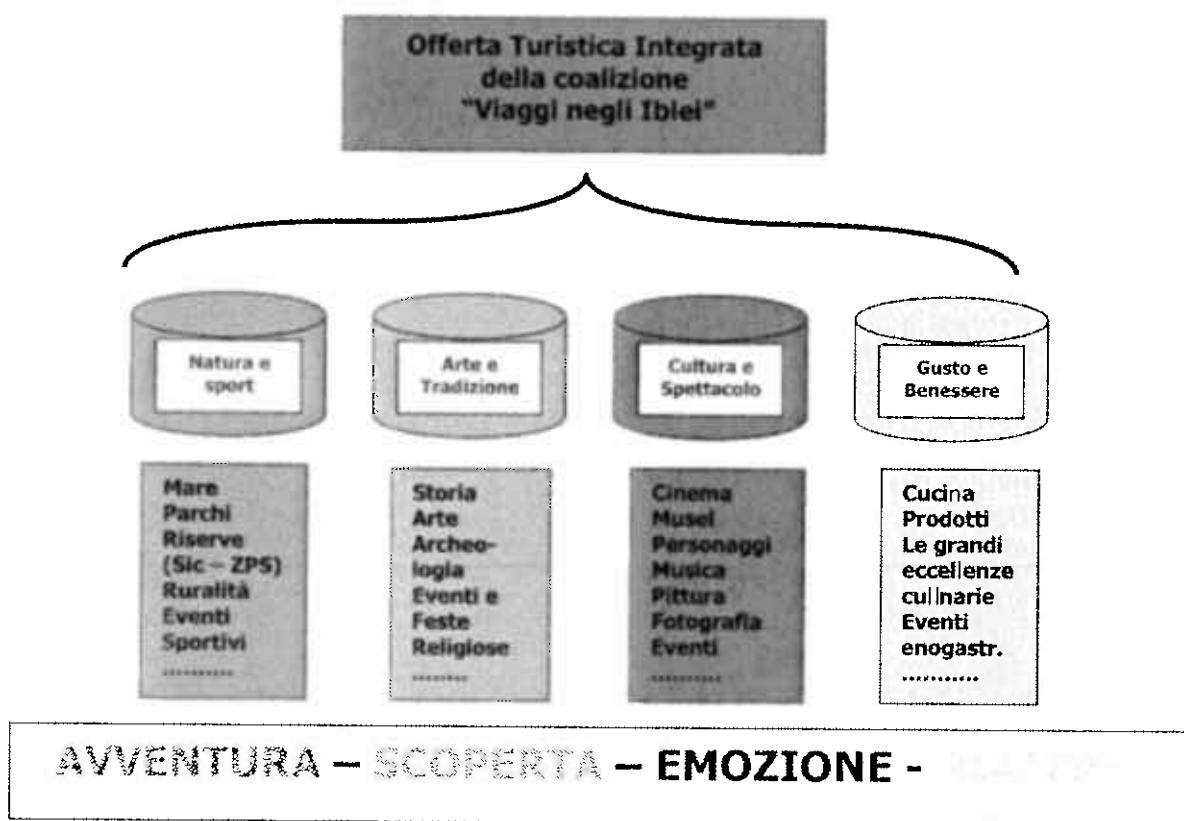 Offerta Turistica Integrata
della coalizione
"Viaggi negli Iblei"
Natura e
sport
Arte e
Tradizione
Cultura e
Spettacolo
Gusto e
Benessere
Mare
Parchi
Riserve
(Sic – ZPS)
Ruralità
Eventi
Sportivi
..........
Storia
Arte
Archeo-
logia
Eventi e
Feste
Religiose
........
Cinema
Musei
Personaggi
Musica
Pittura
Fotografia
Eventi
..........
Cucina
Prodotti
Le grandi
eccellenze
culinarie
Eventi
enogastr.
...........
AVVENTURA – SCOPERTA – EMOZIONE -